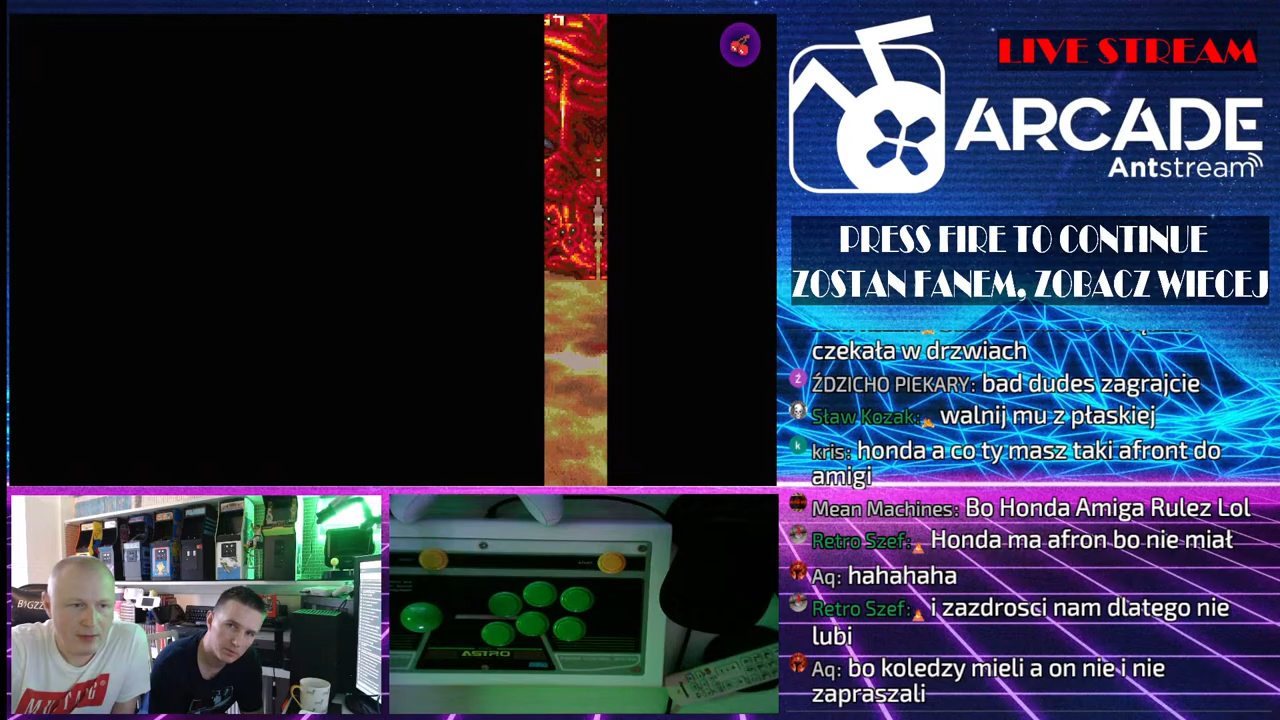 LIVE STREAM
ARCADE
Antstream
PRESS FIRE TO CONTINUE
ZOSTAN FANEM, ZOBACZ WIECEJ
czekała w drzwiach
ŹDZICHO PIEKARY: bad dudes zagrajcie
Sław Kozak: walnij mu z płaskiej
kris: honda a co ty masz taki afront do
amigi
Mean Machines: Bo Honda Amiga Rulez Lol
Retro Szef: Honda ma afron bo nie miał
Aq: hahahaha
Retro Szef: i zazdrosci nam dlatego nie
lubi
Aq: bo koledzy mieli a on nie i nie
zapraszali
ASTRO